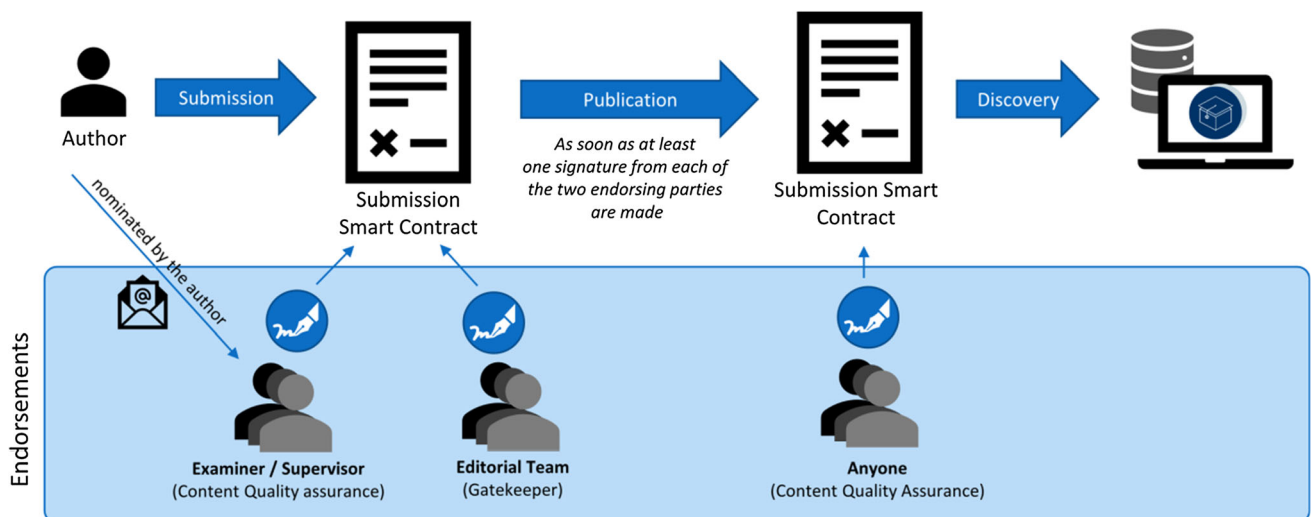 Submission
Publication
Discovery
Author
As soon as at least
one signature from each of
the two endorsing parties
are made
Submission
Smart Contract
Submission Smart
Contract
nominated by the author
@
Endorsements
Examiner / Supervisor
(Content Quality assurance)
Editorial Team
(Gatekeeper)
Anyone
(Content Quality Assurance)